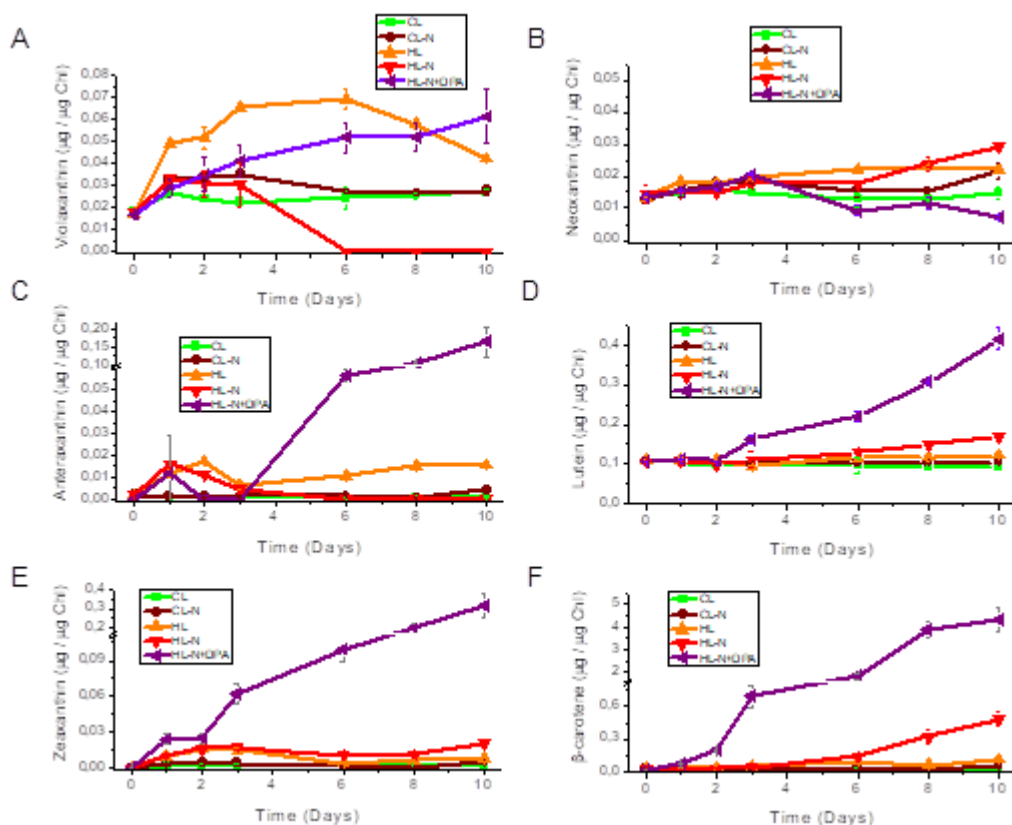 A
CL
CL-N
HL
HL-N
HL-N+DPA
Violaxanthin (µg / µg Chl)
0,08
0,07
0,06
0,05
0,04
0,03
0,02
0,01
0,00
0 2 4 6 8 10
Time (Days)
B
CL
CL-N
HL
HL-N
HL-N+DPA
Neoxanthin (µg / µg Chl)
0,05
0,04
0,03
0,02
0,01
0,00
0 2 4 6 8 10
Time (Days)
C
CL
CL-N
HL
HL-N
HL-N+DPA
Anteraxanthin (µg / µg Chl)
0,20
0,15
0,10
0,05
0,04
0,03
0,02
0,01
0,00
0 2 4 6 8 10
Time (Days)
D
CL
CL-N
HL
HL-N
HL-N+DPA
Lutein (µg / µg Chl)
0,4
0,3
0,2
0,1
0,0
0 2 4 6 8 10
Time (Days)
E
CL
CL-N
HL
HL-N
HL-N+DPA
Zeaxanthin (µg / µg Chl)
0,4
0,3
0,2
0,09
0,06
0,03
0,00
0 2 4 6 8 10
Time (Days)
F
CL
CL-N
HL
HL-N
HL-N+DPA
β-carotene (µg / µg Chl)
5
4
3
2
0,6
0,3
0,0
0 2 4 6 8 10
Time (Days)